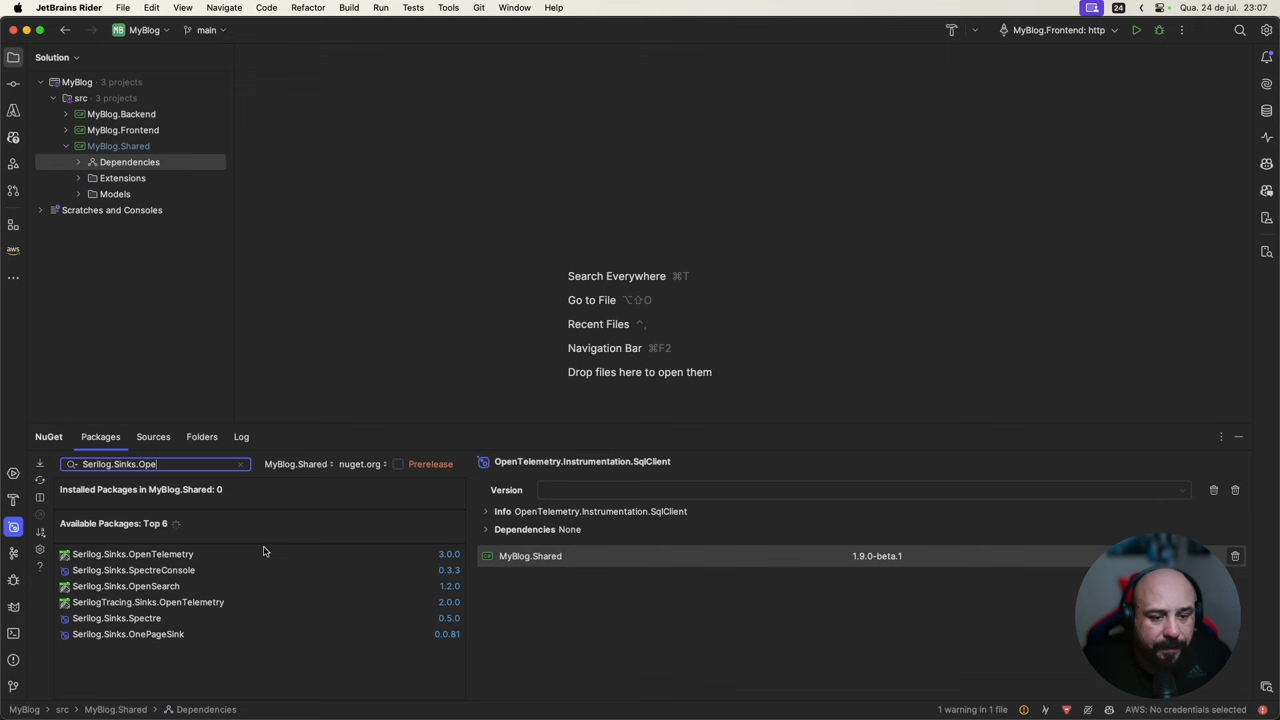 JetBrains Rider File Edit View Navigate Code Refactor Build Run Tests Tools Git Window Help 24 Qua. 24 de jul. 23:07
MB MyBlog main MyBlog.Frontend: http
Solution
MyBlog 3 projects
src 3 projects
C# MyBlog.Backend
C# MyBlog.Frontend
C# MyBlog.Shared
Dependencies
Extensions
Models
Scratches and Consoles
aws
Search Everywhere ⌘T
Go to File ⌥⇧O
Recent Files ⌃,
Navigation Bar ⌘F2
Drop files here to open them
NuGet Packages Sources Folders Log
Serilog.Sinks.Ope MyBlog.Shared nuget.org Prerelease
Installed Packages in MyBlog.Shared: 0
Available Packages: Top 6
Serilog.Sinks.OpenTelemetry 3.0.0
Serilog.Sinks.SpectreConsole 0.3.3
Serilog.Sinks.OpenSearch 1.2.0
SerilogTracing.Sinks.OpenTelemetry 2.0.0
Serilog.Sinks.Spectre 0.5.0
Serilog.Sinks.OnePageSink 0.0.81
OpenTelemetry.Instrumentation.SqlClient
Version
Info OpenTelemetry.Instrumentation.SqlClient
Dependencies None
C# MyBlog.Shared 1.9.0-beta.1
MyBlog src MyBlog.Shared Dependencies 1 warning in 1 file AWS: No credentials selected